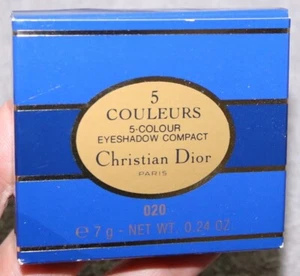 5
COULEURS
5-COLOUR
EYESHADOW COMPACT
Christian Dior
PARIS
020
℮ 7 g - NET WT. 0.24 OZ.